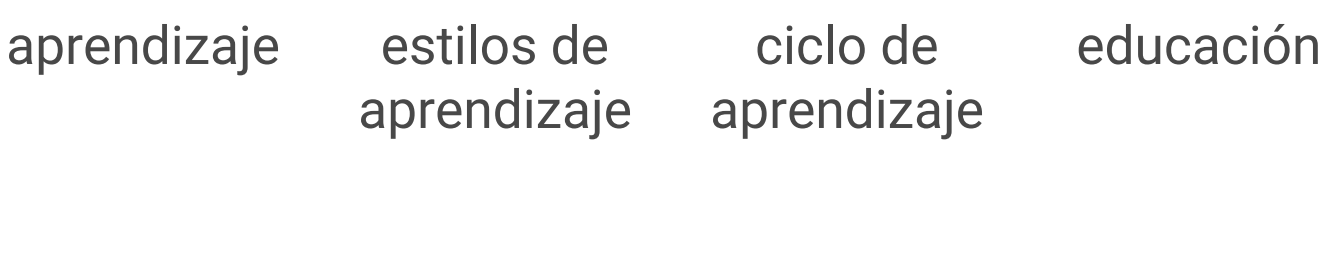 aprendizaje
estilos de
aprendizaje
ciclo de
aprendizaje
educación